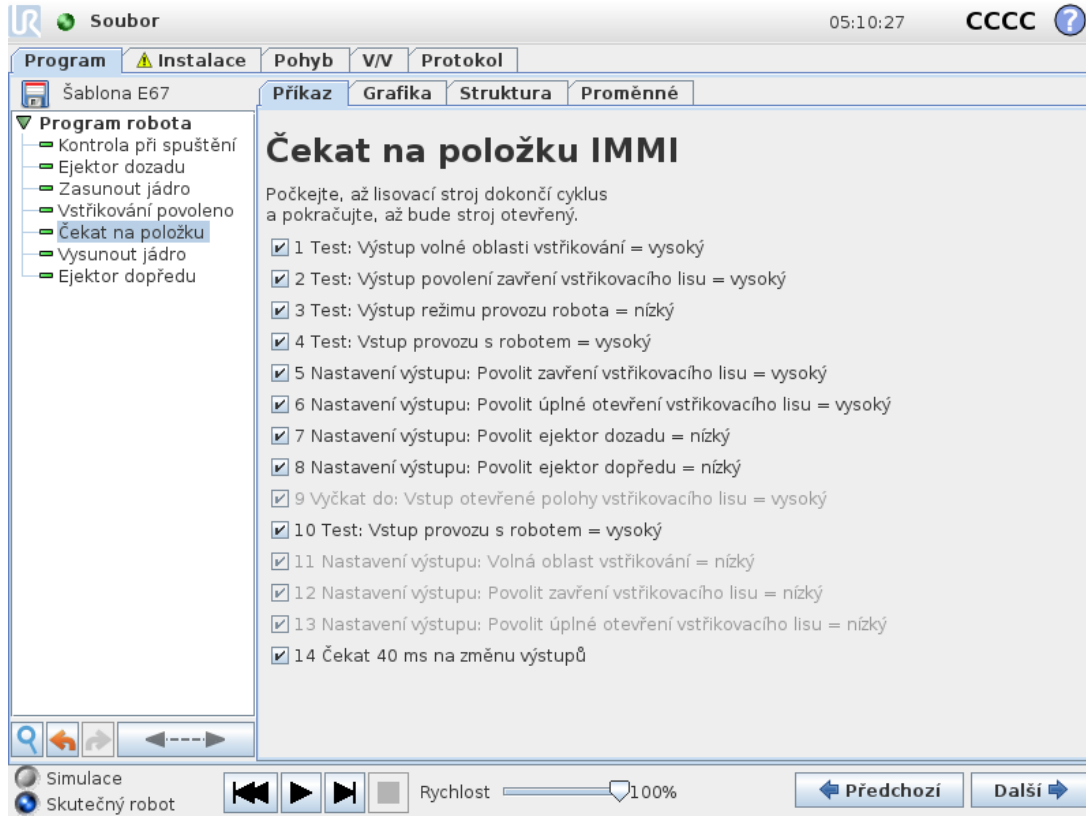 UR Soubor 05:10:27 CCCC ?
Program Instalace Pohyb V/V Protokol
Šablona E67 Příkaz Grafika Struktura Proměnné
Program robota
Kontrola při spuštění
Ejektor dozadu
Zasunout jádro
Vstřikování povoleno
Čekat na položku
Vysunout jádro
Ejektor dopředu
Čekat na položku IMMI
Počkejte, až lisovací stroj dokončí cyklus
a pokračujte, až bude stroj otevřený.
1 Test: Výstup volné oblasti vstřikování = vysoký
2 Test: Výstup povolení zavření vstřikovacího lisu = vysoký
3 Test: Výstup režimu provozu robota = nízký
4 Test: Vstup provozu s robotem = vysoký
5 Nastavení výstupu: Povolit zavření vstřikovacího lisu = vysoký
6 Nastavení výstupu: Povolit úplné otevření vstřikovacího lisu = vysoký
7 Nastavení výstupu: Povolit ejektor dozadu = nízký
8 Nastavení výstupu: Povolit ejektor dopředu = nízký
9 Vyčkat do: Vstup otevřené polohy vstřikovacího lisu = vysoký
10 Test: Vstup provozu s robotem = vysoký
11 Nastavení výstupu: Volná oblast vstřikování = nízký
12 Nastavení výstupu: Povolit zavření vstřikovacího lisu = nízký
13 Nastavení výstupu: Povolit úplné otevření vstřikovacího lisu = nízký
14 Čekat 40 ms na změnu výstupů
Simulace
Skutečný robot
Rychlost 100% Předchozí Další